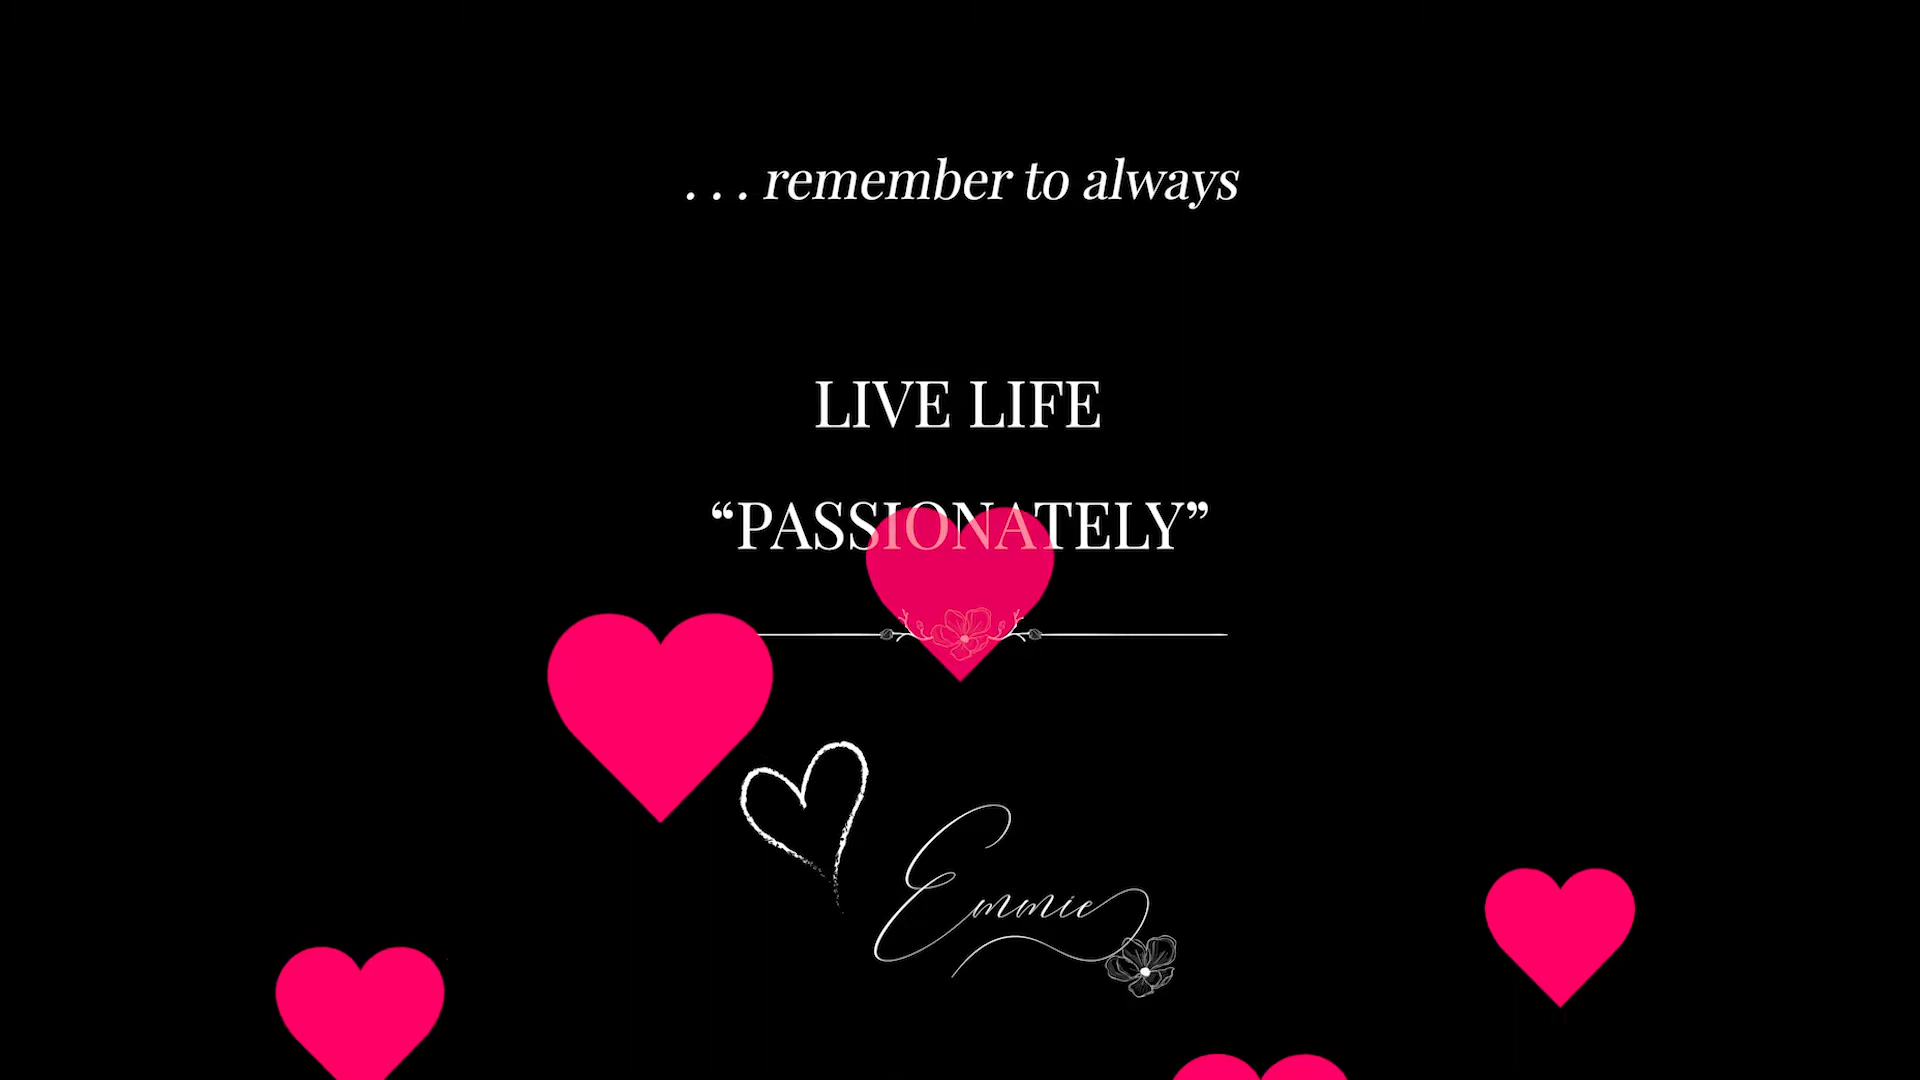 . . . remember to always
LIVE LIFE
“PASSIONATELY”
Emmie